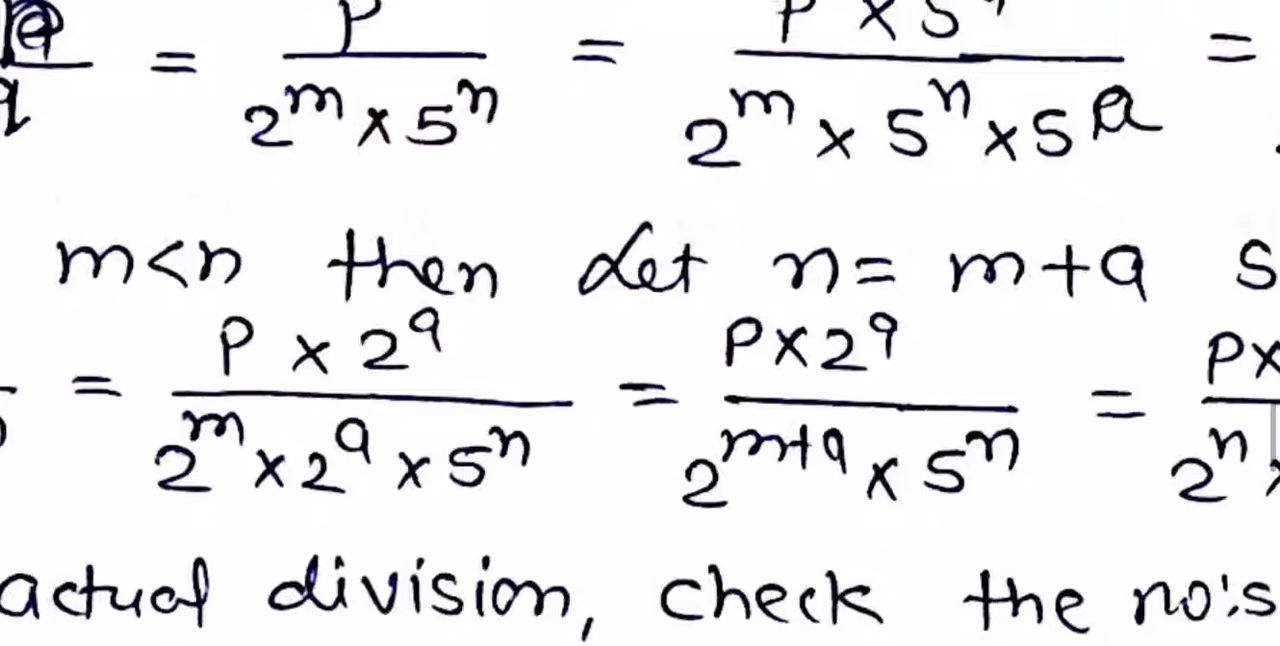 p/q = p/(2^m × 5^n) = (p × 5^a)/(2^m × 5^n × 5^a) =
m<n then Let n = m+a
= (P × 2^a)/(2^m × 2^a × 5^n) = (P×2^a)/(2^(m+a) × 5^n) = P×/2^n
actual division, check the no's